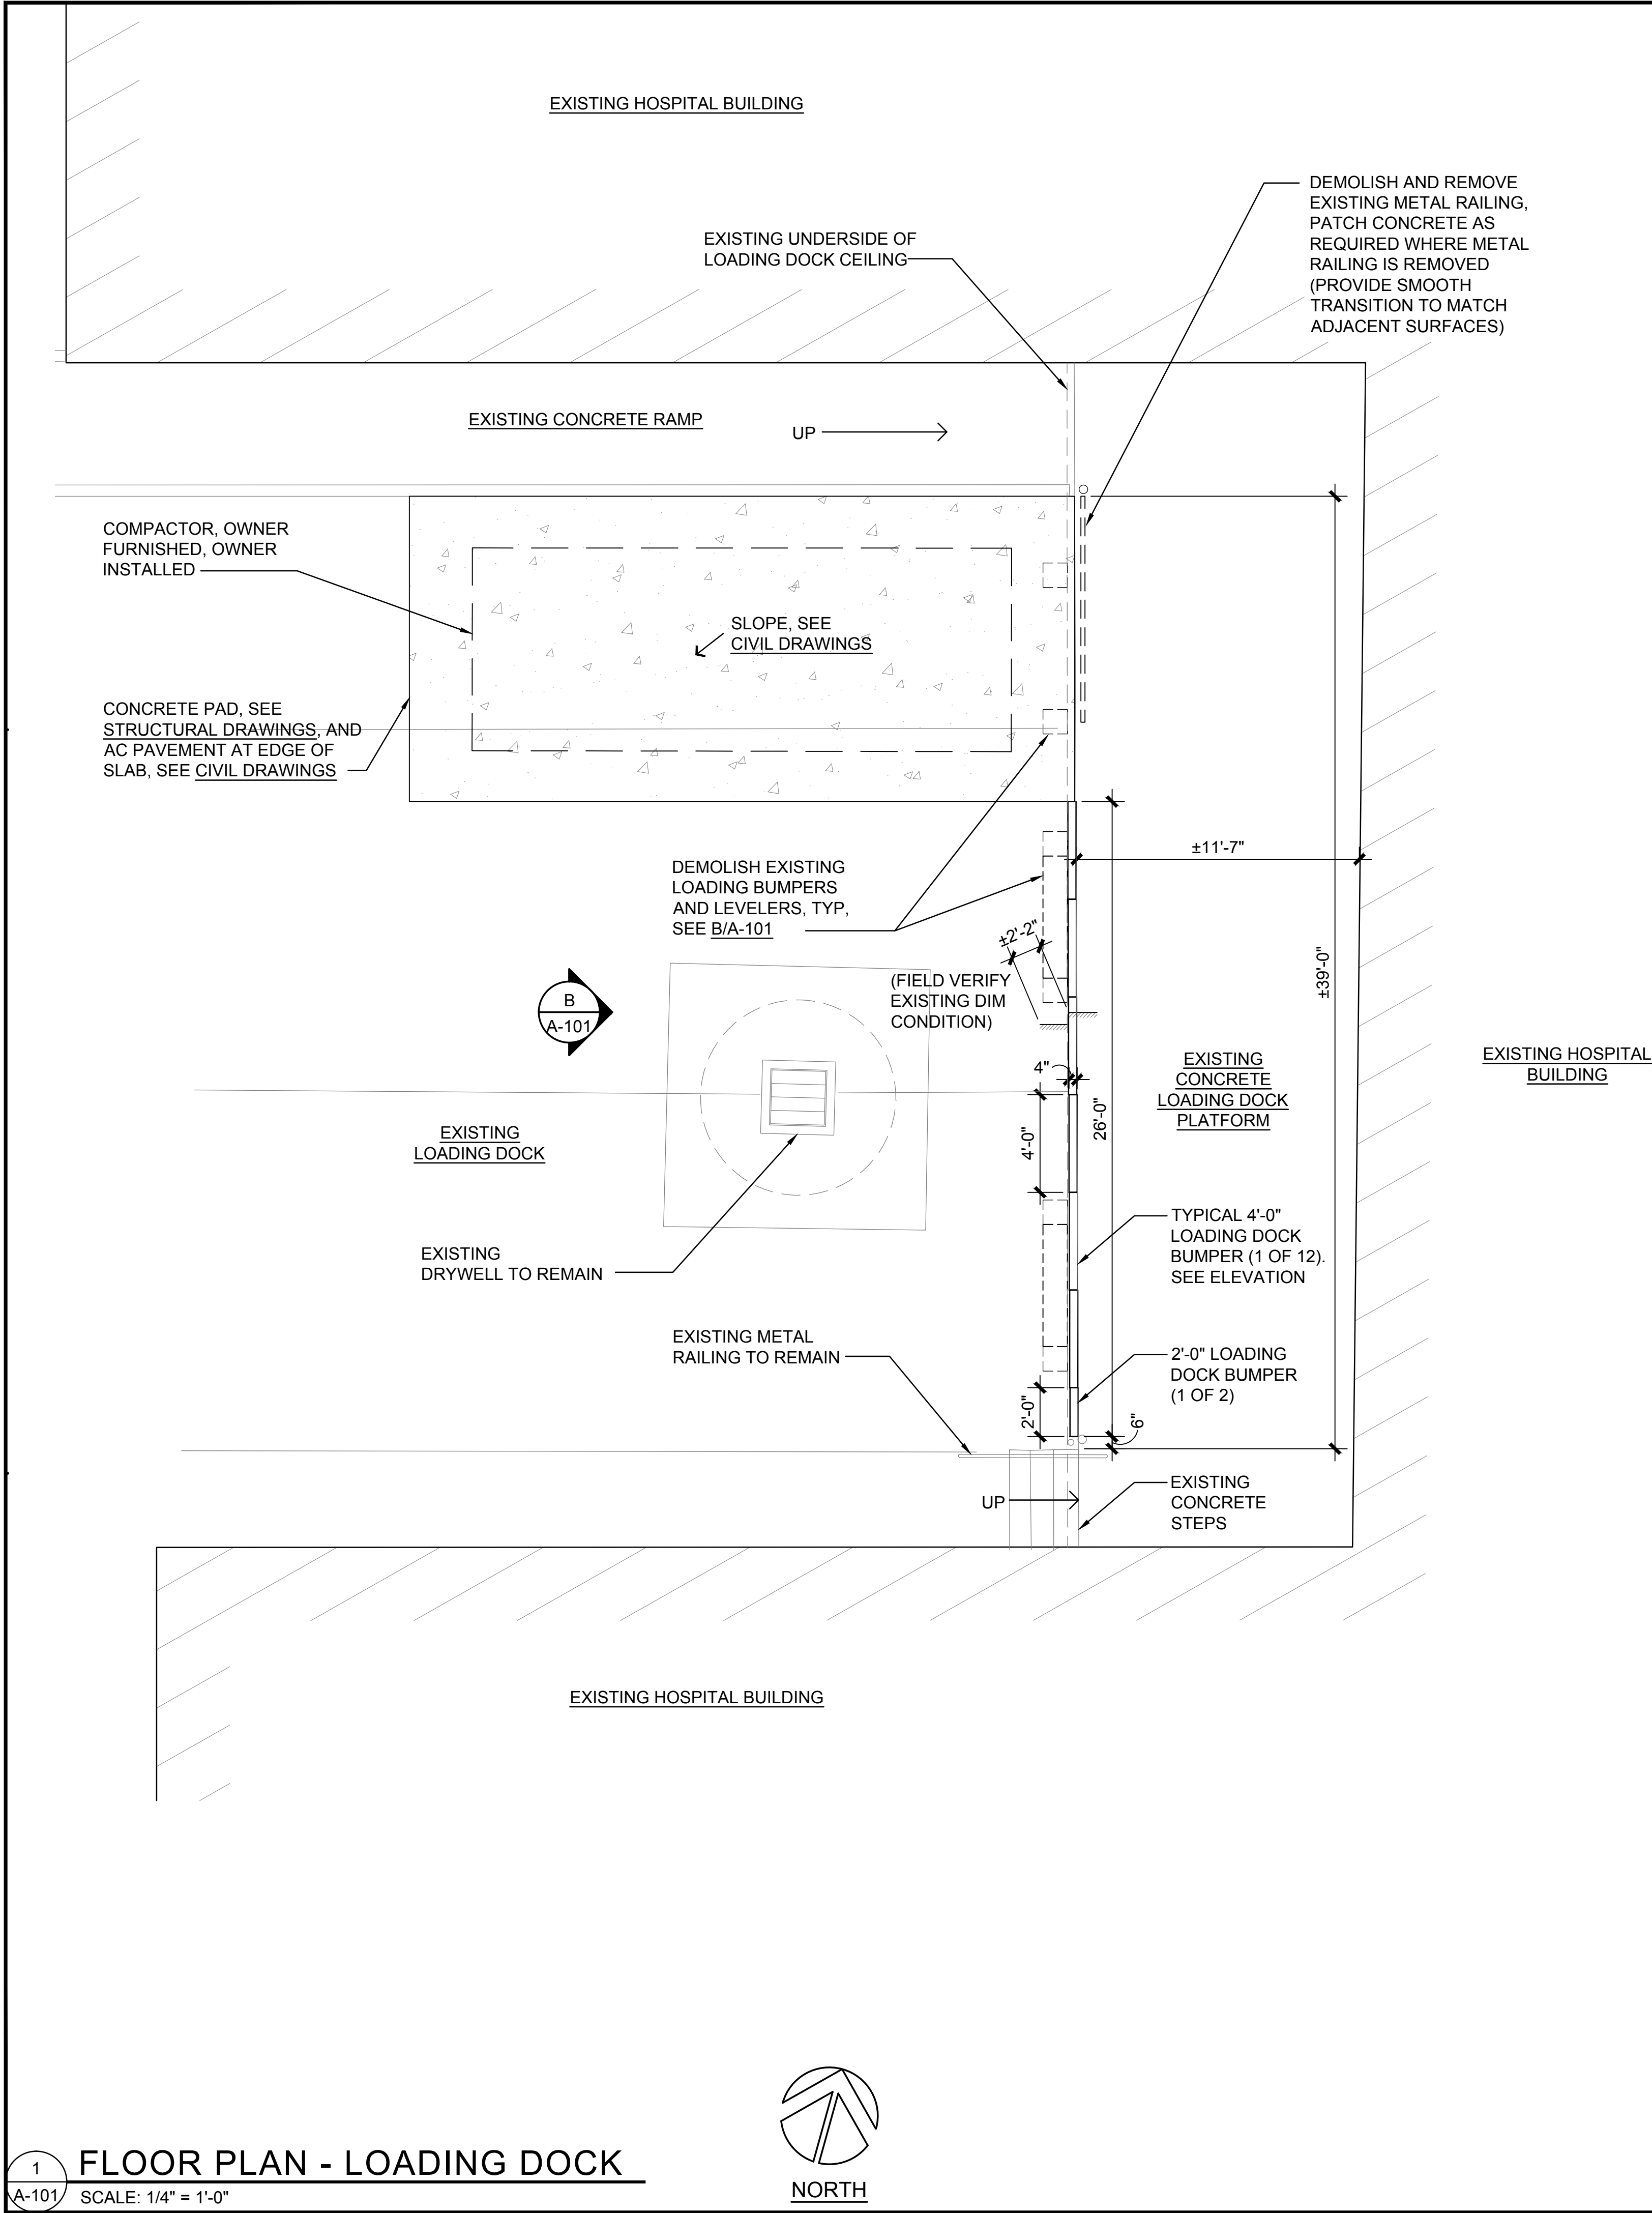 EXISTING HOSPITAL BUILDING
DEMOLISH AND REMOVE
EXISTING METAL RAILING,
PATCH CONCRETE AS
REQUIRED WHERE METAL
RAILING IS REMOVED
(PROVIDE SMOOTH
TRANSITION TO MATCH
ADJACENT SURFACES)
EXISTING UNDERSIDE OF
LOADING DOCK CEILING
EXISTING CONCRETE RAMP
UP
COMPACTOR, OWNER
FURNISHED, OWNER
INSTALLED
SLOPE, SEE
CIVIL DRAWINGS
CONCRETE PAD, SEE
STRUCTURAL DRAWINGS, AND
AC PAVEMENT AT EDGE OF
SLAB, SEE CIVIL DRAWINGS
±11'-7"
DEMOLISH EXISTING
LOADING BUMPERS
AND LEVELERS, TYP,
SEE B/A-101
±2'-2"
±39'-0"
(FIELD VERIFY
EXISTING DIM
CONDITION)
B
A-101
EXISTING HOSPITAL
BUILDING
EXISTING
CONCRETE
LOADING DOCK
PLATFORM
4"
26'-0"
4'-0"
EXISTING
LOADING DOCK
TYPICAL 4'-0"
LOADING DOCK
BUMPER (1 OF 12).
SEE ELEVATION
EXISTING
DRYWELL TO REMAIN
EXISTING METAL
RAILING TO REMAIN
2'-0" LOADING
DOCK BUMPER
(1 OF 2)
2'-0"
6"
UP
EXISTING
CONCRETE
STEPS
EXISTING HOSPITAL BUILDING
NORTH
1
A-101
FLOOR PLAN - LOADING DOCK
SCALE: 1/4" = 1'-0"